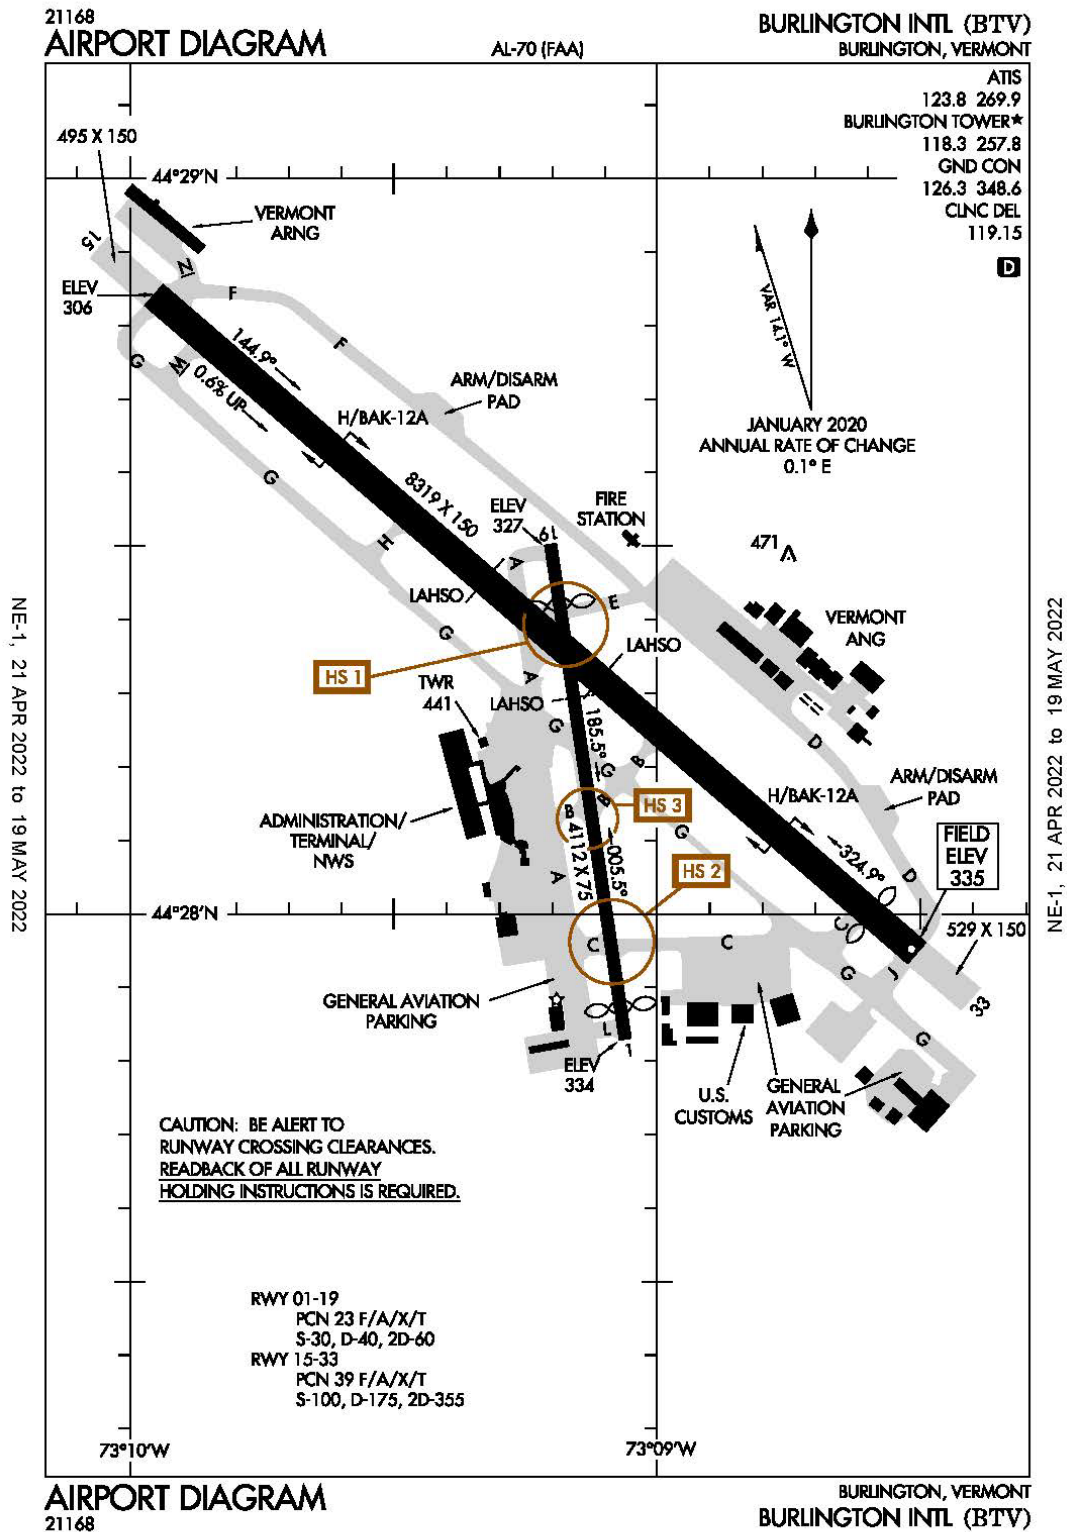 21168
AIRPORT DIAGRAM
AL-70 (FAA)
BURLINGTON INTL (BTV)
BURLINGTON, VERMONT
ATIS
123.8 269.9
BURLINGTON TOWER★
118.3 257.8
GND CON
126.3 348.6
CLNC DEL
119.15
D
495 X 150
44°29'N
VERMONT
ARNG
15
N
ELEV
306
F
F
G
M
144.9°
0.6% UP
VAR 14.1° W
JANUARY 2020
ANNUAL RATE OF CHANGE
0.1° E
ARM/DISARM
PAD
H/BAK-12A
G
8319 X 150
ELEV
327
19
FIRE
STATION
471
H
A
LAHSO
E
G
VERMONT
ANG
LAHSO
HS 1
A
TWR
441
LAHSO
G
185.5°
D
G
B
ARM/DISARM
PAD
H/BAK-12A
B
HS 3
B
G
ADMINISTRATION/
TERMINAL/
NWS
4112 X 75
005.5°
324.9°
FIELD
ELEV
335
A
HS 2
D
44°28'N
C
C
C
529 X 150
G
J
33
GENERAL AVIATION
PARKING
L
1
G
ELEV
334
U.S.
CUSTOMS
GENERAL
AVIATION
PARKING
CAUTION: BE ALERT TO
RUNWAY CROSSING CLEARANCES.
READBACK OF ALL RUNWAY
HOLDING INSTRUCTIONS IS REQUIRED.
RWY 01-19
PCN 23 F/A/X/T
S-30, D-40, 2D-60
RWY 15-33
PCN 39 F/A/X/T
S-100, D-175, 2D-355
73°10'W
73°09'W
NE-1, 21 APR 2022 to 19 MAY 2022
NE-1, 21 APR 2022 to 19 MAY 2022
AIRPORT DIAGRAM
21168
BURLINGTON, VERMONT
BURLINGTON INTL (BTV)